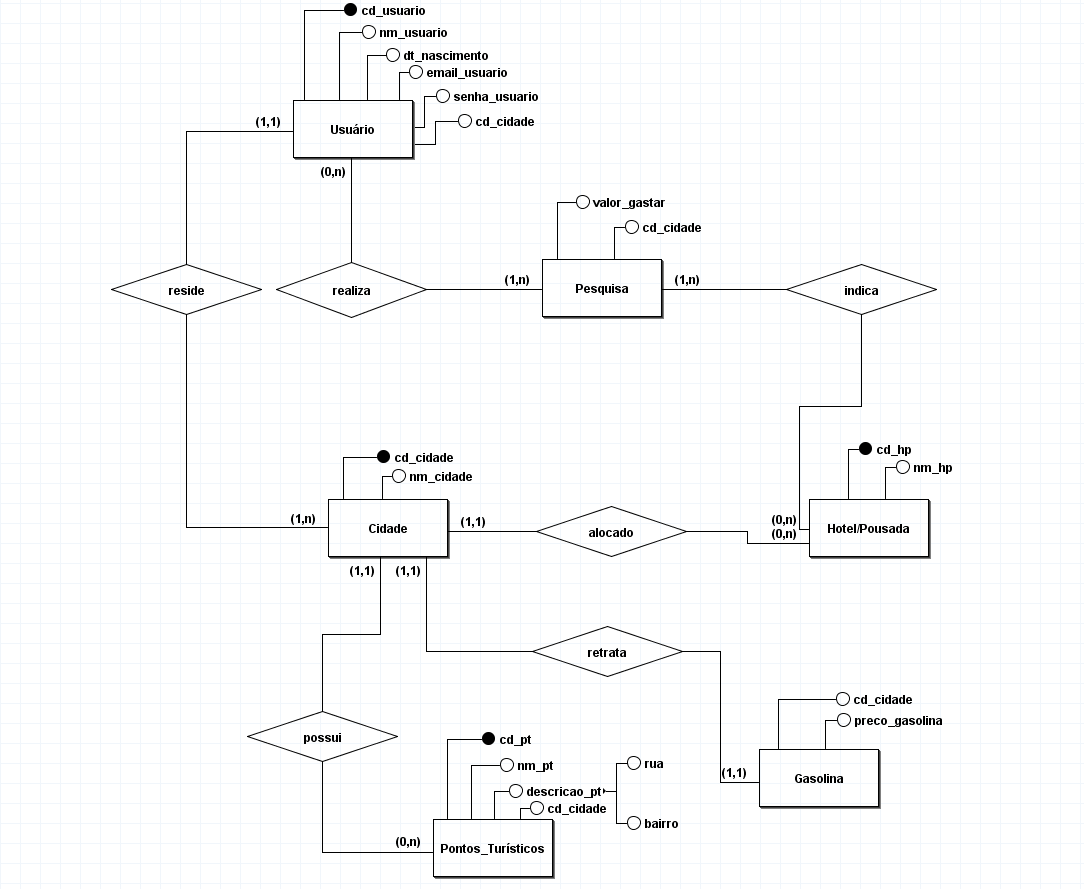 cd_usuario
nm_usuario
dt_nascimento
email_usuario
senha_usuario
cd_cidade
(1,1)
Usuário
(0,n)
valor_gastar
cd_cidade
reside
realiza
(1,n)
Pesquisa
(1,n)
indica
cd_cidade
nm_cidade
cd_hp
nm_hp
(1,n)
Cidade
(1,1)
alocado
(0,n)
(0,n)
Hotel/Pousada
(1,1)
(1,1)
retrata
cd_cidade
preco_gasolina
possui
(1,1)
Gasolina
cd_pt
nm_pt
descricao_pt
rua
cd_cidade
bairro
(0,n)
Pontos_Turísticos